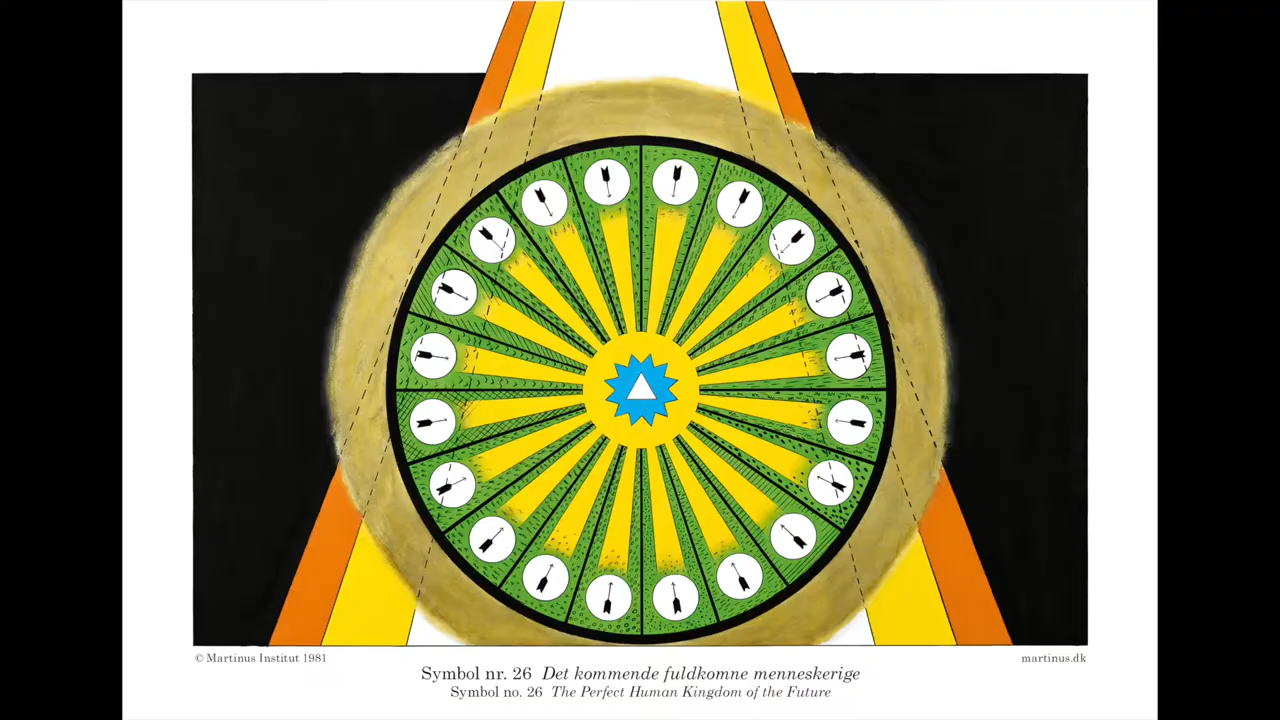 © Martinus Institut 1981
martinus.dk
Symbol nr. 26 Det kommende fuldkomne menneskerige
Symbol no. 26 The Perfect Human Kingdom of the Future